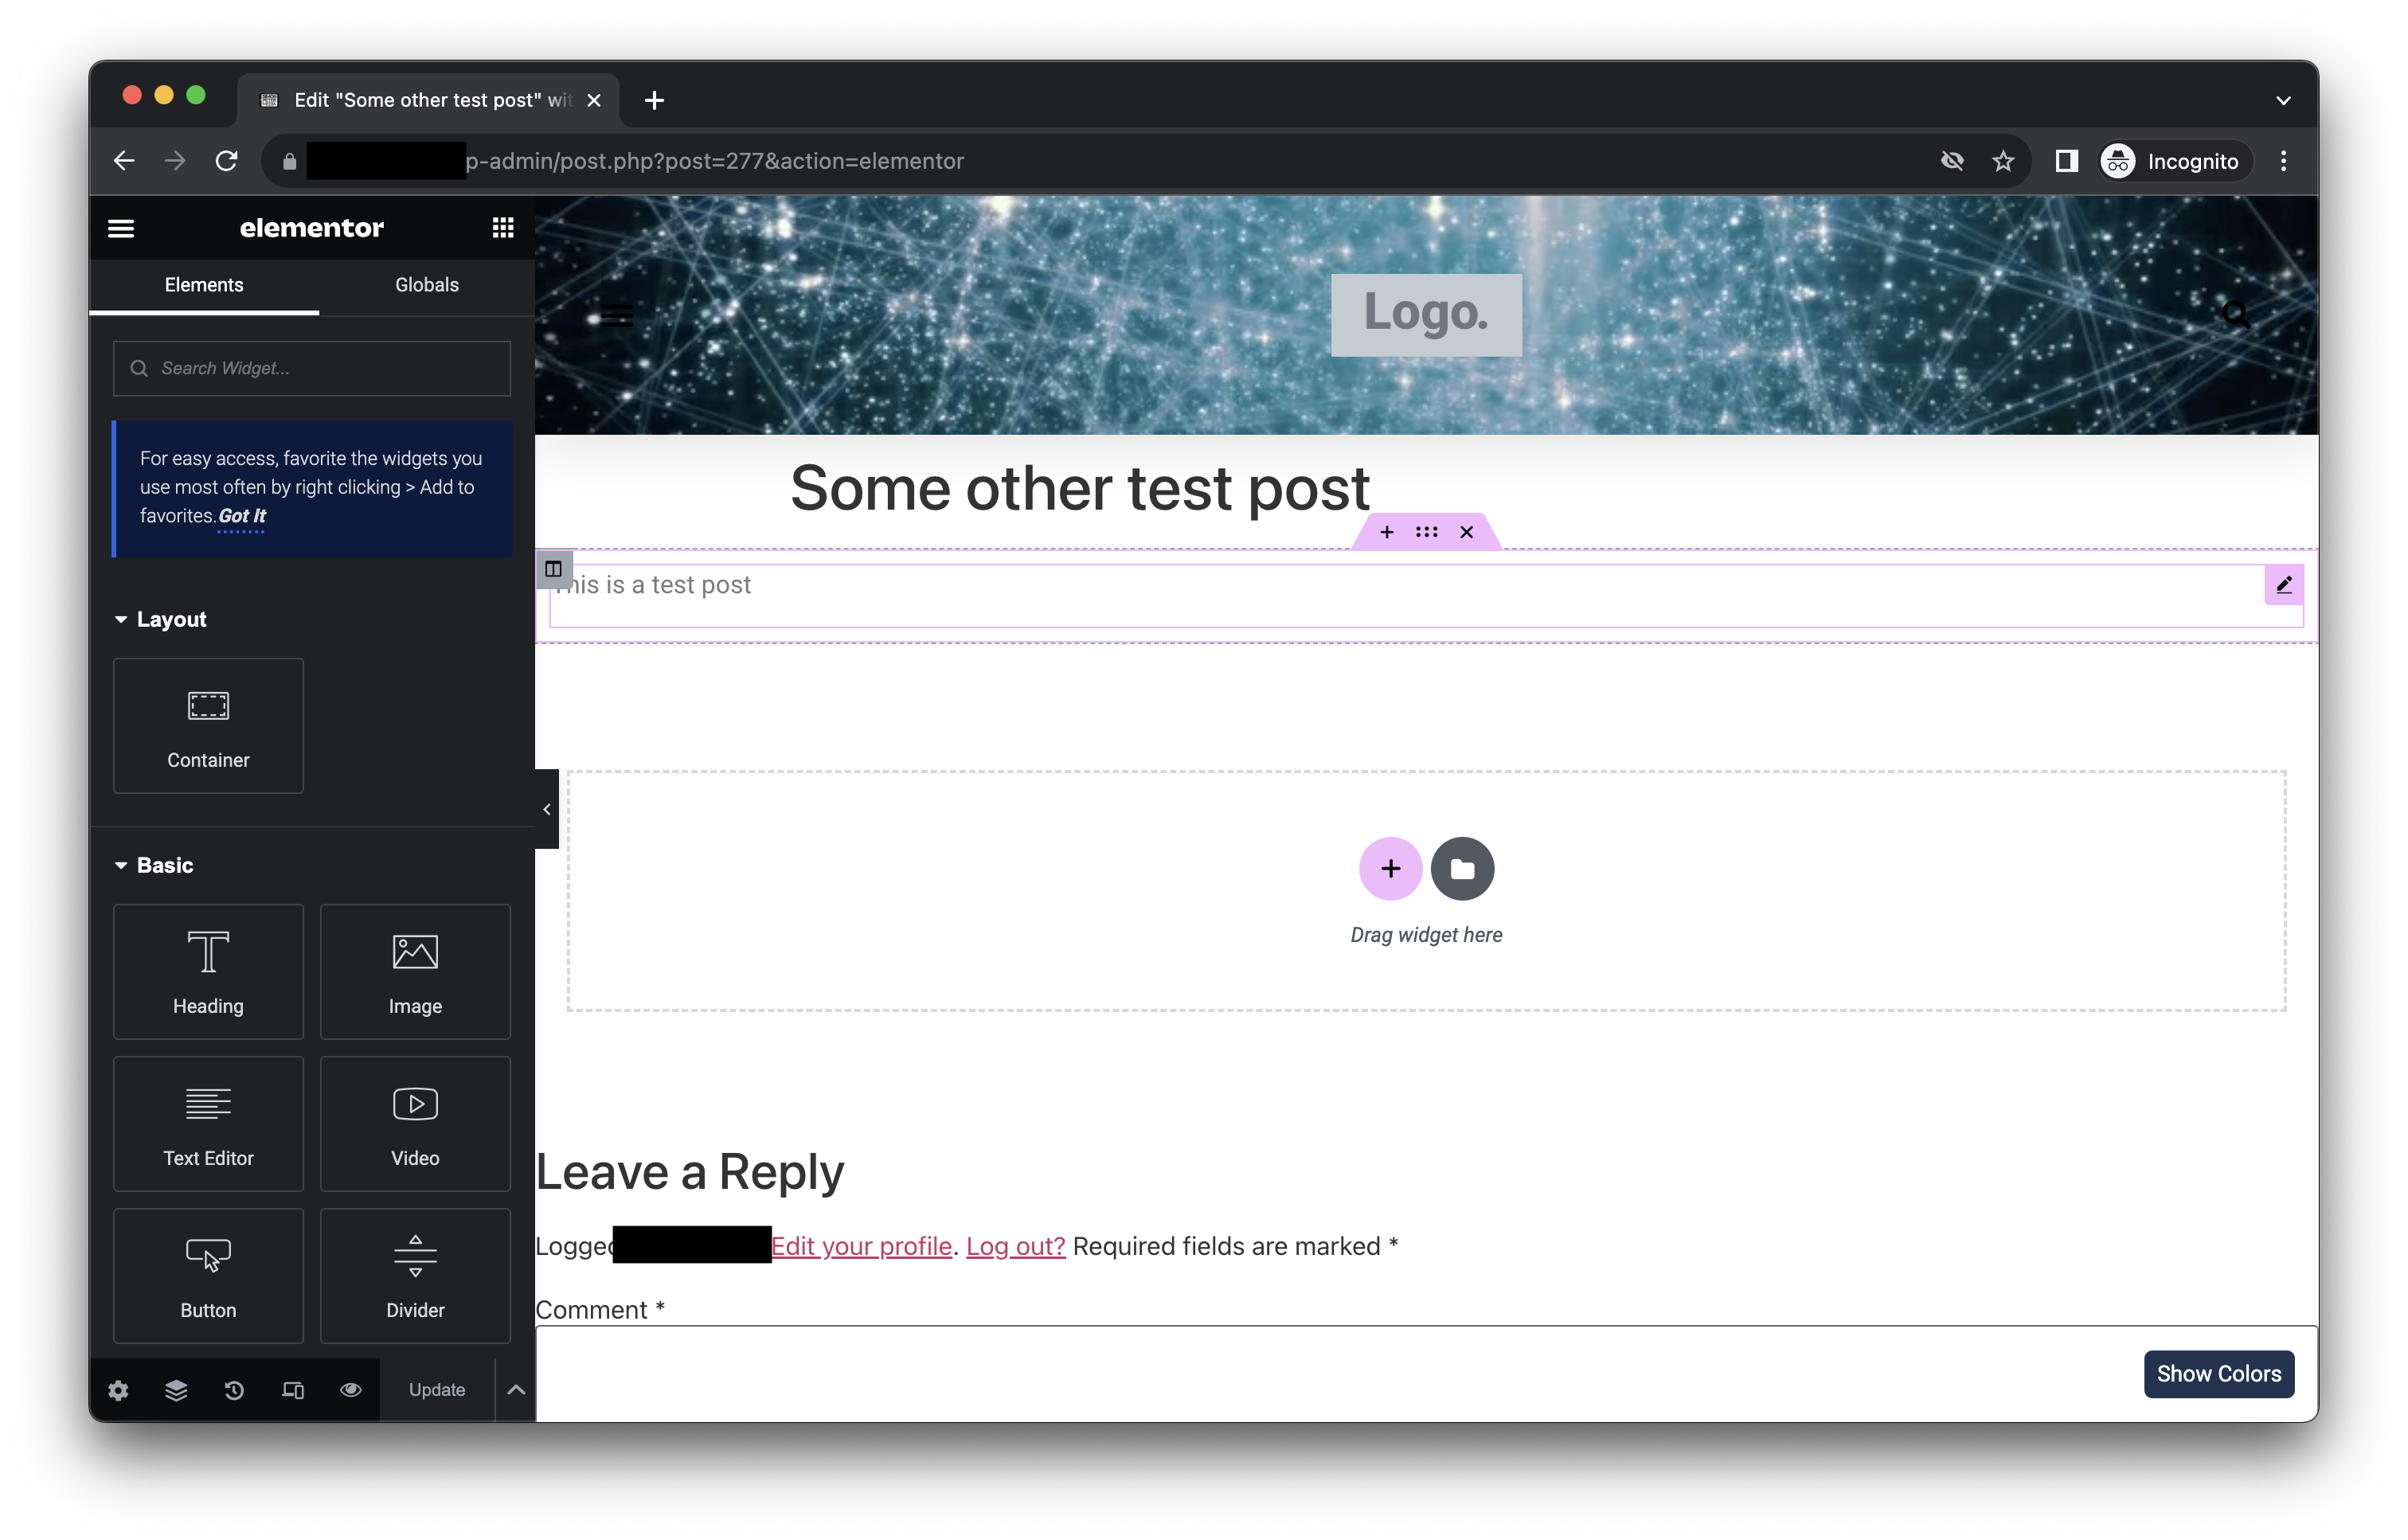 Edit "Some other test post" wit
p-admin/post.php?post=277&action=elementor
Incognito
elementor
Elements
Globals
Search Widget...
For easy access, favorite the widgets you
use most often by right clicking > Add to
favorites. Got It
Layout
Container
Basic
Heading
Image
Text Editor
Video
Button
Divider
Update
Logo.
Some other test post
This is a test post
Drag widget here
Leave a Reply
Logged Edit your profile. Log out? Required fields are marked *
Comment *
Show Colors